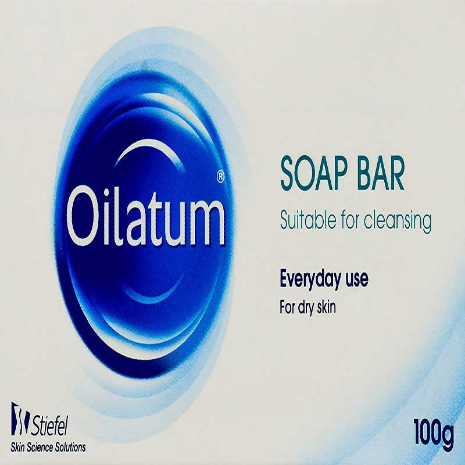 Oilatum®
SOAP BAR
Suitable for cleansing
Everyday use
For dry skin
Stiefel
Skin Science Solutions
100g